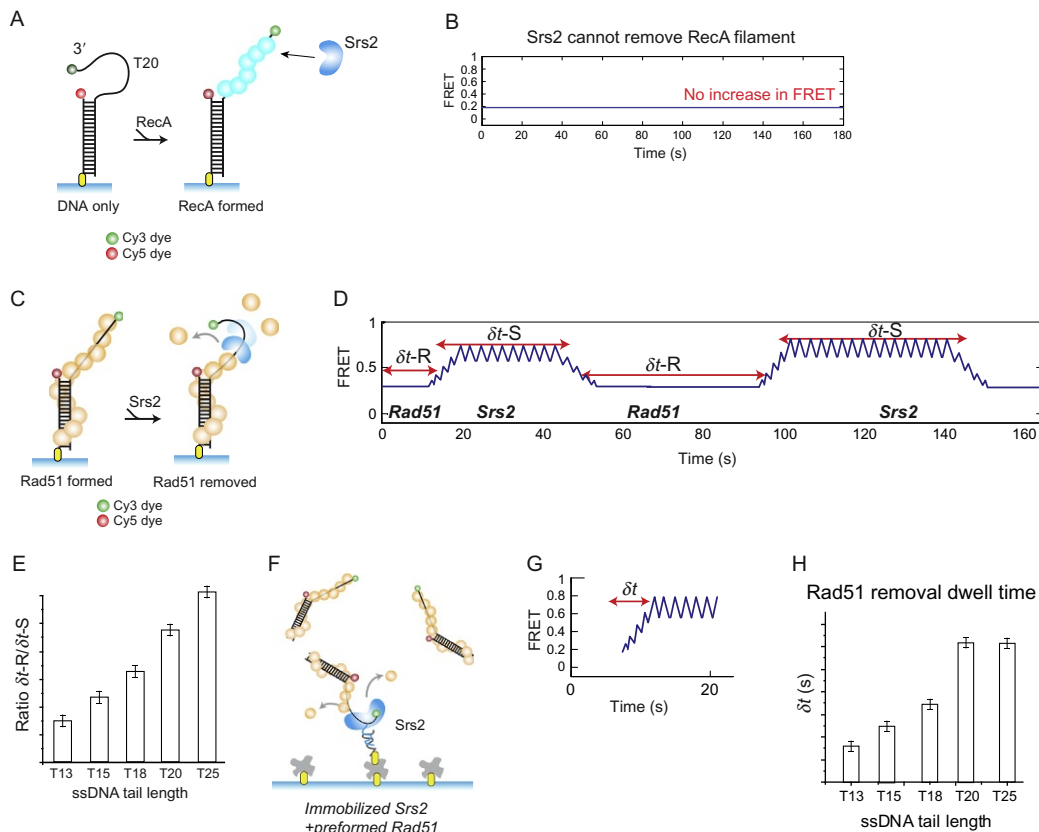 A
3′
T20
Srs2
RecA
DNA only
RecA formed
Cy3 dye
Cy5 dye
B
Srs2 cannot remove RecA filament
FRET
1
0.8
0.6
0.4
0.2
0
No increase in FRET
0 20 40 60 80 100 120 140 160 180
Time (s)
C
Srs2
Rad51 formed
Rad51 removed
Cy3 dye
Cy5 dye
D
FRET
1
0.5
0
δt-R
δt-S
δt-R
δt-S
Rad51 Srs2 Rad51 Srs2
0 20 40 60 80 100 120 140 160
Time (s)
E
Ratio δt-R/δt-S
T13 T15 T18 T20 T25
ssDNA tail length
F
Srs2
Immobilized Srs2
+preformed Rad51
G
δt
FRET
1
0.8
0.6
0.4
0.2
0
0 20
Time (s)
H
Rad51 removal dwell time
δt (s)
T13 T15 T18 T20 T25
ssDNA tail length